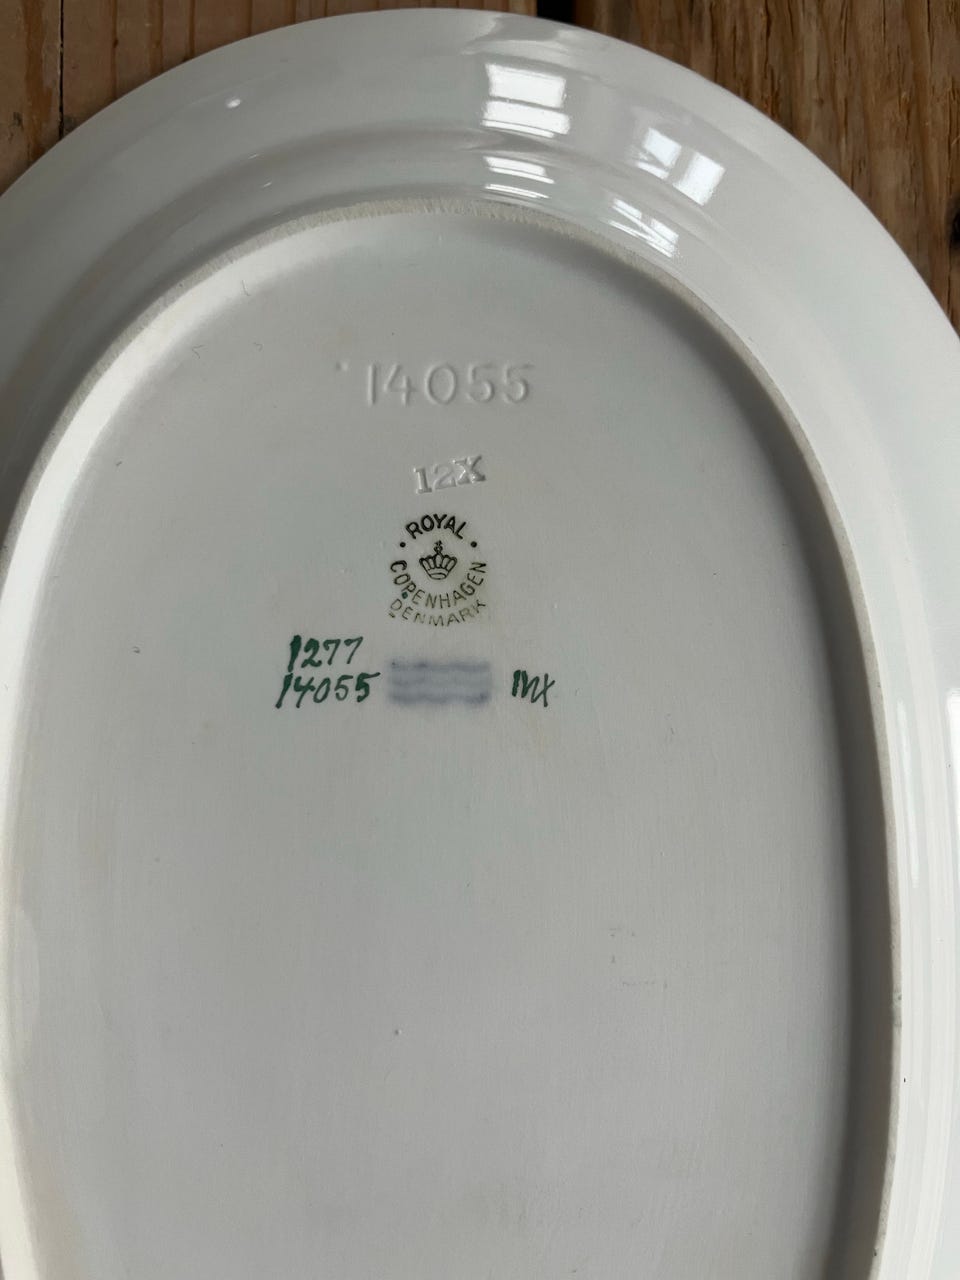 14055
12X
ROYAL
COPENHAGEN
DENMARK
1277
14055